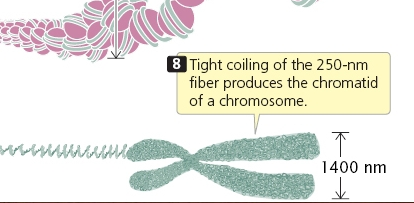 8 Tight coiling of the 250-nm
fiber produces the chromatid
of a chromosome.
1400 nm